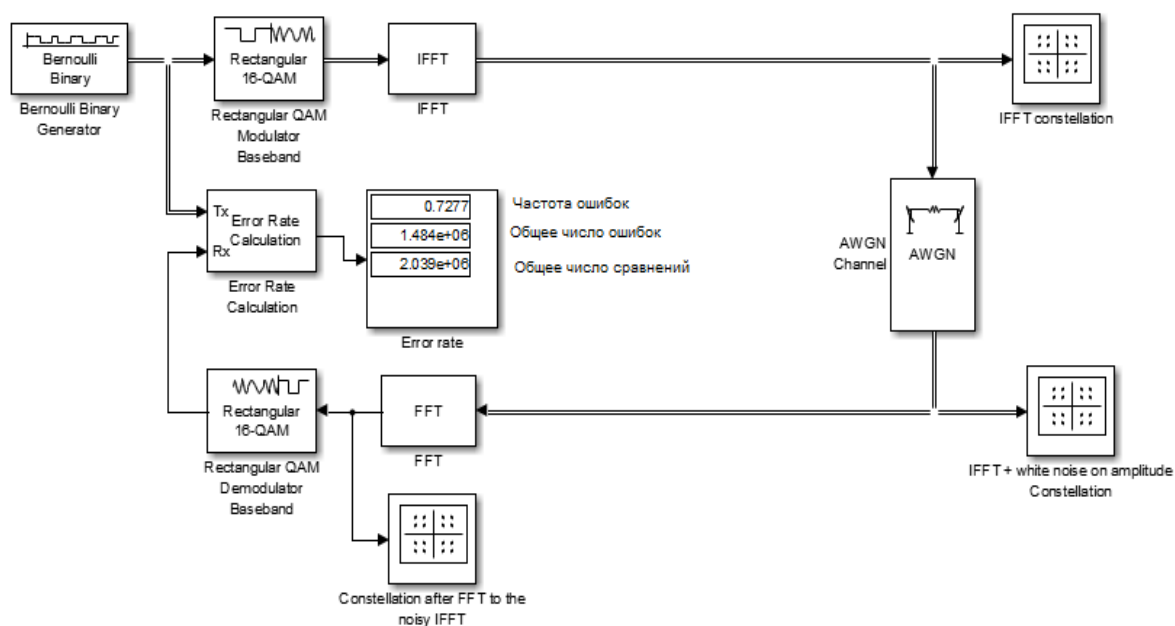 Bernoulli
Binary
Bernoulli Binary
Generator
Rectangular
16-QAM
Rectangular QAM
Modulator
Baseband
IFFT
IFFT
IFFT constellation
Tx
Rx
Error Rate
Calculation
Error Rate
Calculation
0.7277
1.484e+06
2.039e+06
Error rate
Частота ошибок
Общее число ошибок
Общее число сравнений
AWGN
Channel
AWGN
Rectangular
16-QAM
Rectangular QAM
Demodulator
Baseband
FFT
FFT
IFFT + white noise on amplitude
Constellation
Constellation after FFT to the
noisy IFFT